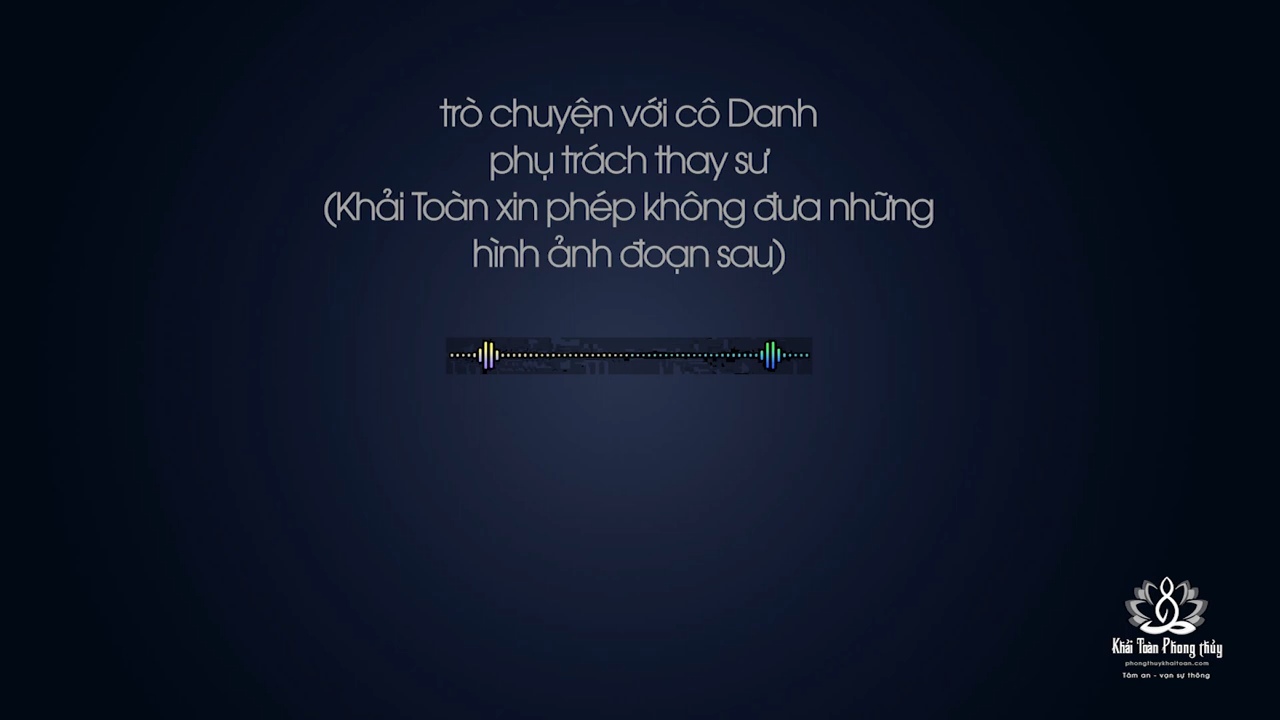 trò chuyện với cô Danh
phụ trách thay sư
(Khải Toàn xin phép không đưa những
hình ảnh đoạn sau)
Khải Toàn Phong thủy
phongthuykhaitoan.com
Tâm an - vạn sự thông